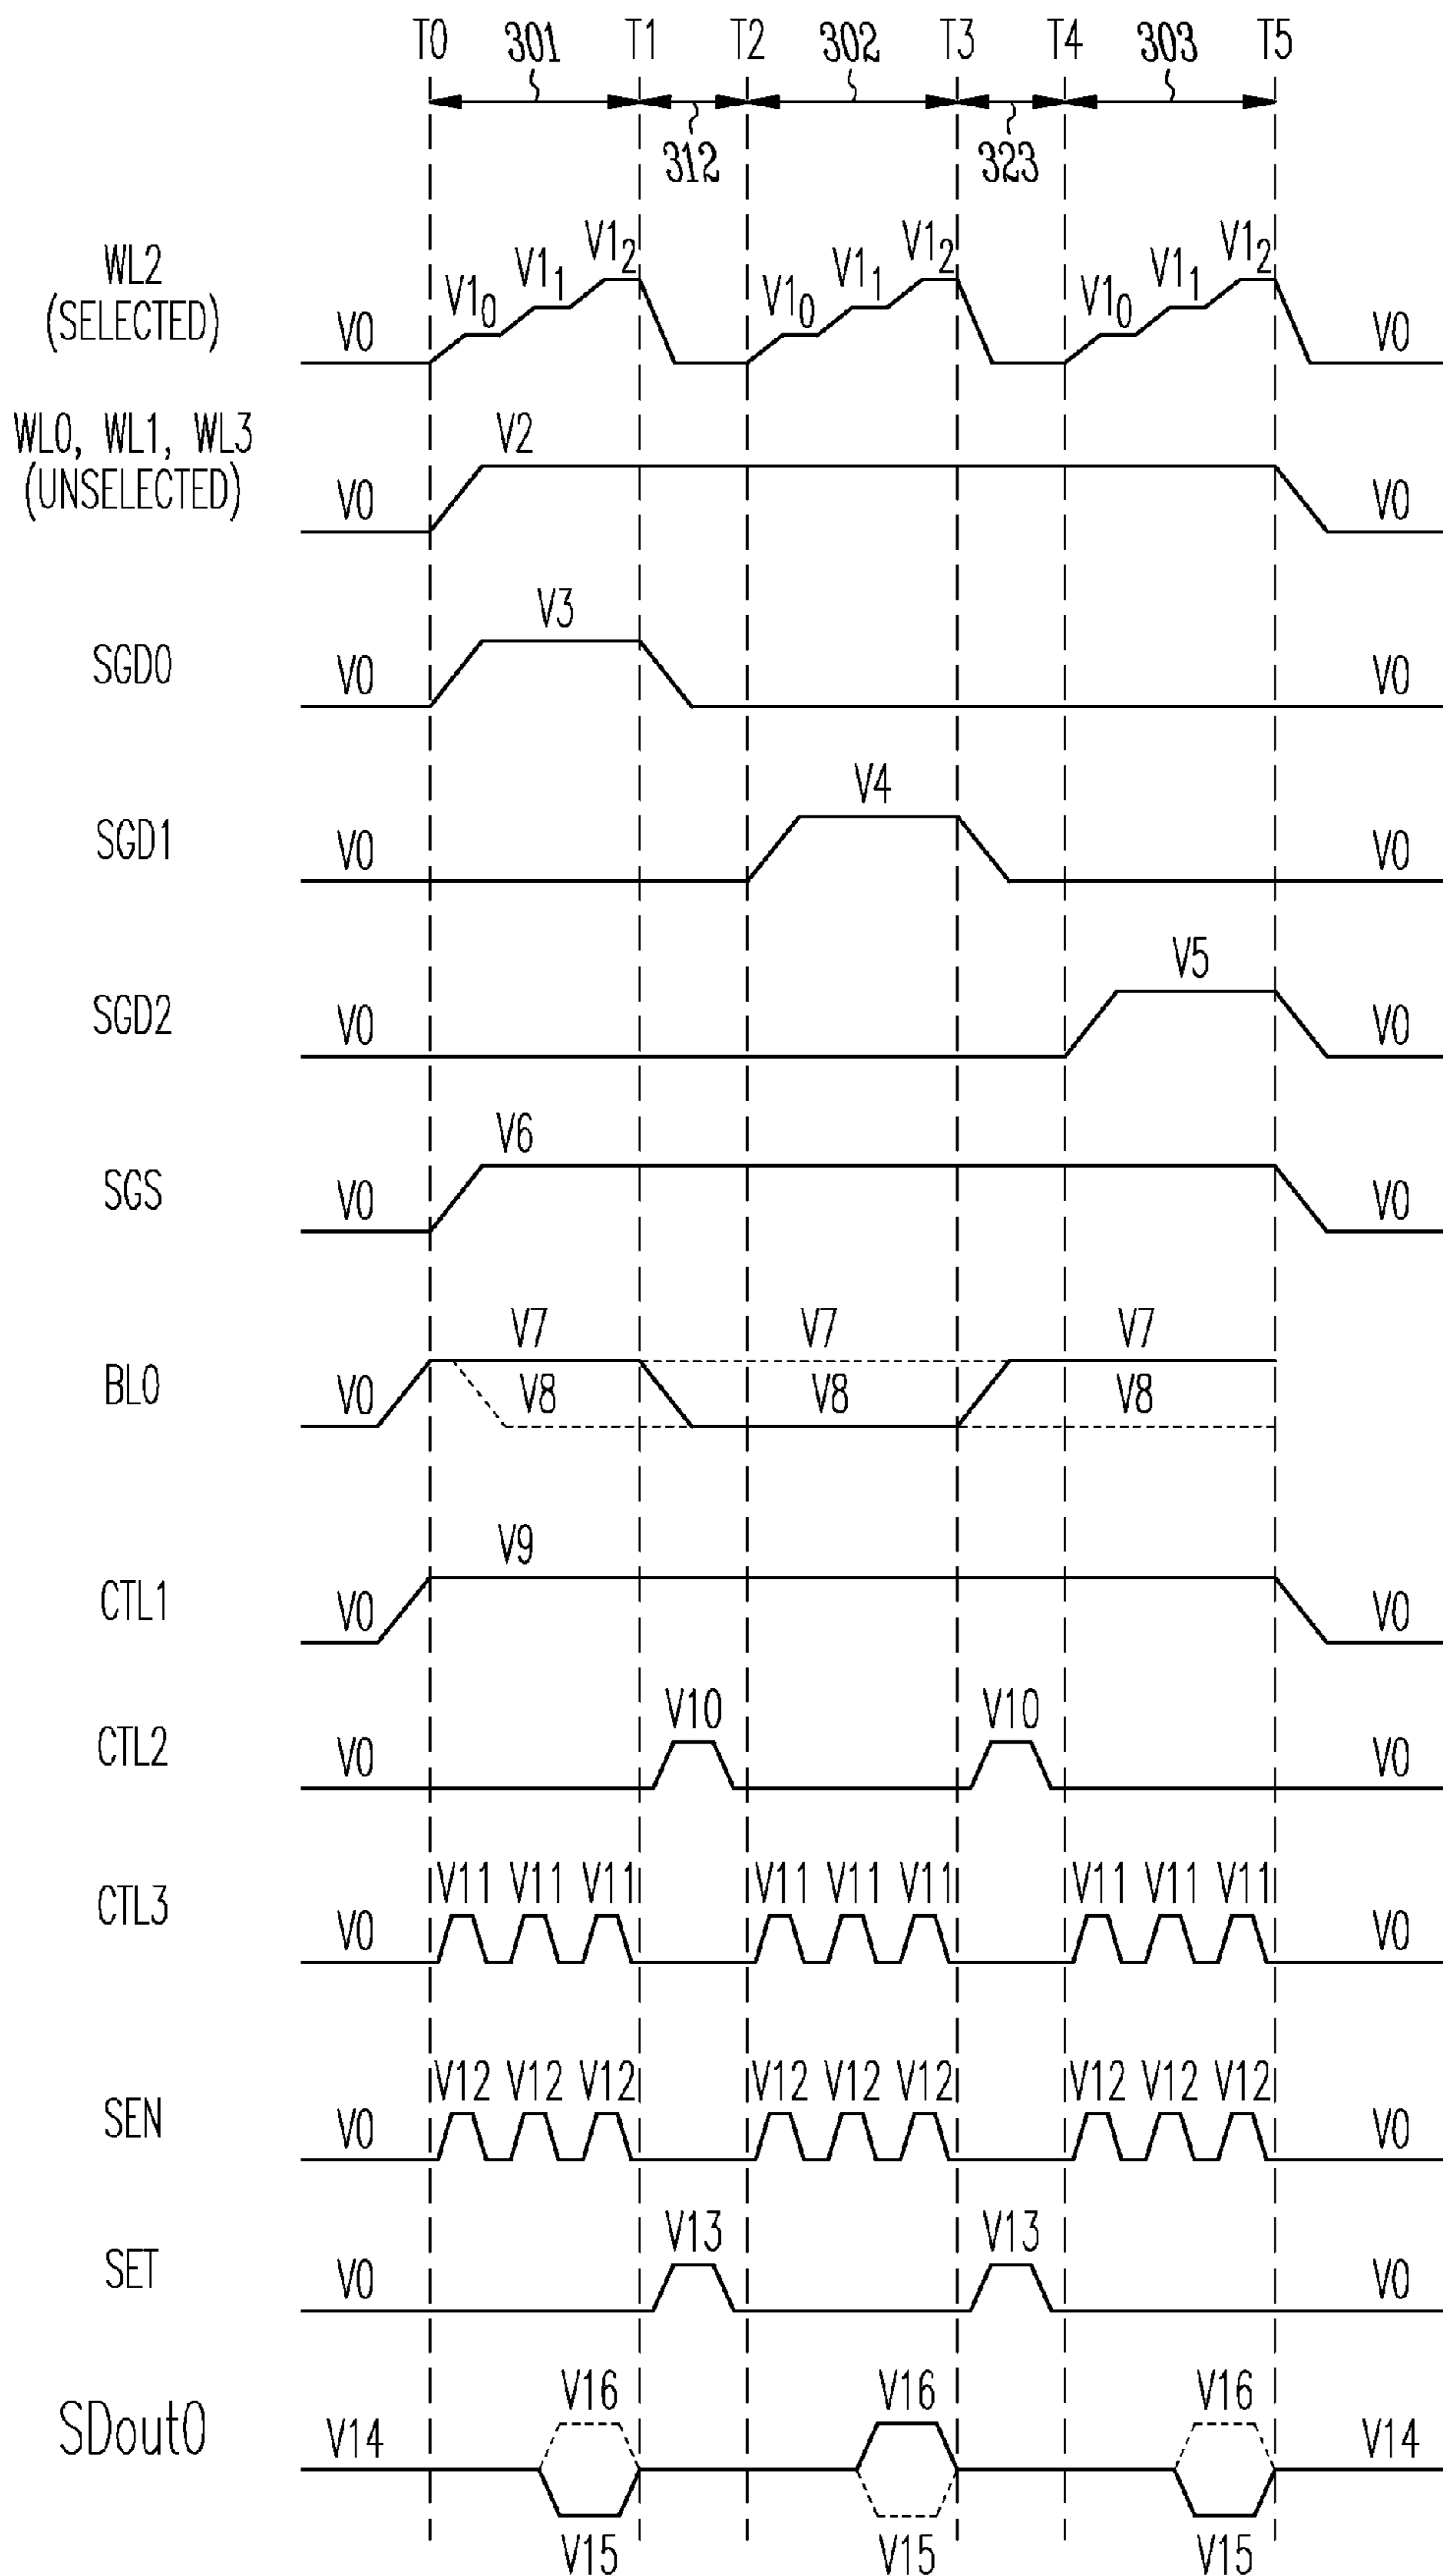 T0 301 T1 T2 302 T3 T4 303 T5
312 323
WL2
(SELECTED)
V0 V1₀ V1₁ V1₂ V1₀ V1₁ V1₂ V1₀ V1₁ V1₂ V0
WL0, WL1, WL3
(UNSELECTED)
V0 V2 V0
SGD0 V0 V3 V0
SGD1 V0 V4 V0
SGD2 V0 V5 V0
SGS V0 V6 V0
V7 V7 V7
BL0 V0 V8 V8 V8
CTL1 V0 V9 V0
CTL2 V0 V10 V10 V0
V11 V11 V11 V11 V11 V11 V11 V11 V11
CTL3 V0 V0
V12 V12 V12 V12 V12 V12 V12 V12 V12
SEN V0 V0
SET V0 V13 V13 V0
V16 V16 V16
SDout0 V14 V14
V15 V15 V15